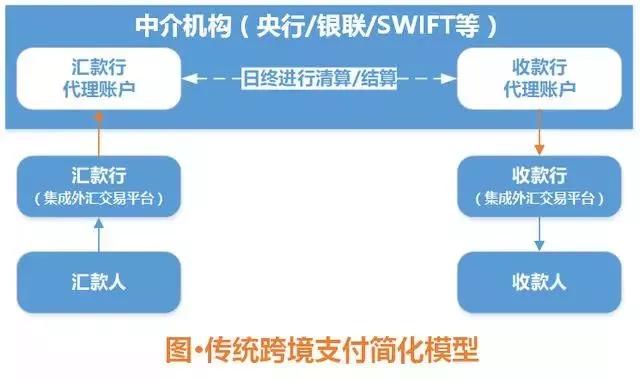 中介机构（央行/银联/SWIFT等）
汇款行
代理账户
日终进行清算/结算
收款行
代理账户
汇款行
（集成外汇交易平台）
收款行
（集成外汇交易平台）
汇款人
收款人
图•传统跨境支付简化模型